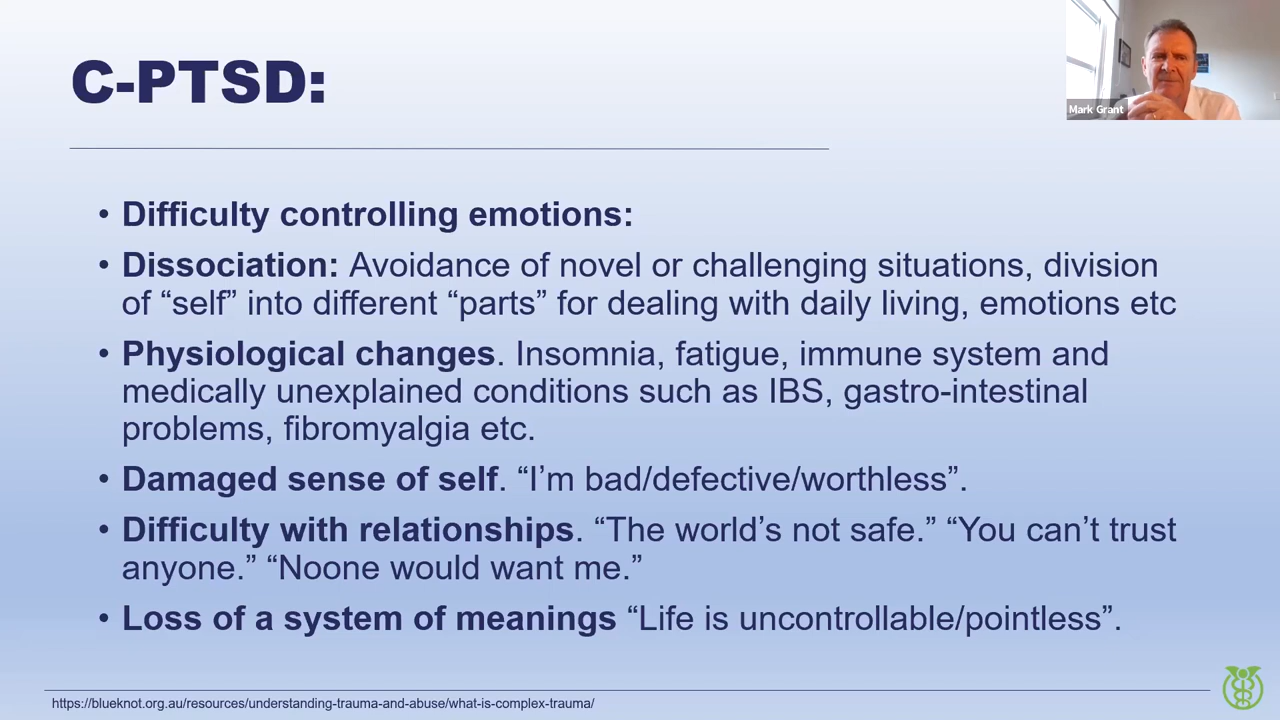 C-PTSD:
Mark Grant
• Difficulty controlling emotions:
• Dissociation: Avoidance of novel or challenging situations, division
of “self” into different “parts” for dealing with daily living, emotions etc
• Physiological changes. Insomnia, fatigue, immune system and
medically unexplained conditions such as IBS, gastro-intestinal
problems, fibromyalgia etc.
• Damaged sense of self. “I’m bad/defective/worthless”.
• Difficulty with relationships. “The world’s not safe.” “You can’t trust
anyone.” “Noone would want me.”
• Loss of a system of meanings “Life is uncontrollable/pointless”.
https://blueknot.org.au/resources/understanding-trauma-and-abuse/what-is-complex-trauma/